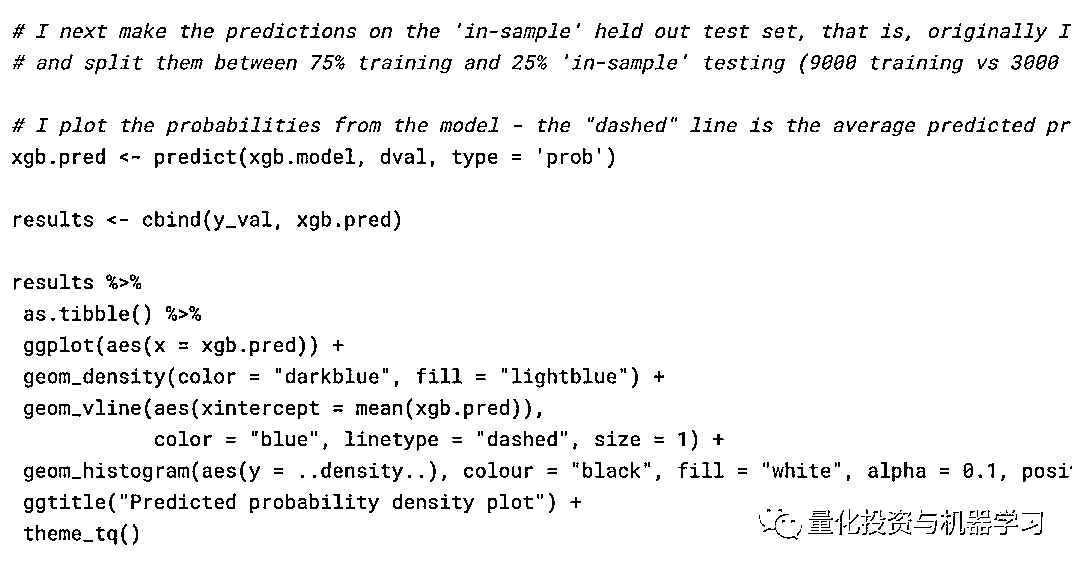 # I next make the predictions on the 'in-sample' held out test set, that is, originally I
# and split them between 75% training and 25% 'in-sample' testing (9000 training vs 3000
# I plot the probabilities from the model - the "dashed" line is the average predicted pr
xgb.pred <- predict(xgb.model, dval, type = 'prob')
results <- cbind(y_val, xgb.pred)
results %>%
as.tibble() %>%
ggplot(aes(x = xgb.pred)) +
geom_density(color = "darkblue", fill = "lightblue") +
geom_vline(aes(xintercept = mean(xgb.pred)),
color = "blue", linetype = "dashed", size = 1) +
geom_histogram(aes(y = ..density..), colour = "black", fill = "white", alpha = 0.1, posit
ggtitle("Predicted probability density plot") +
theme_tq()
量化投资与机器学习